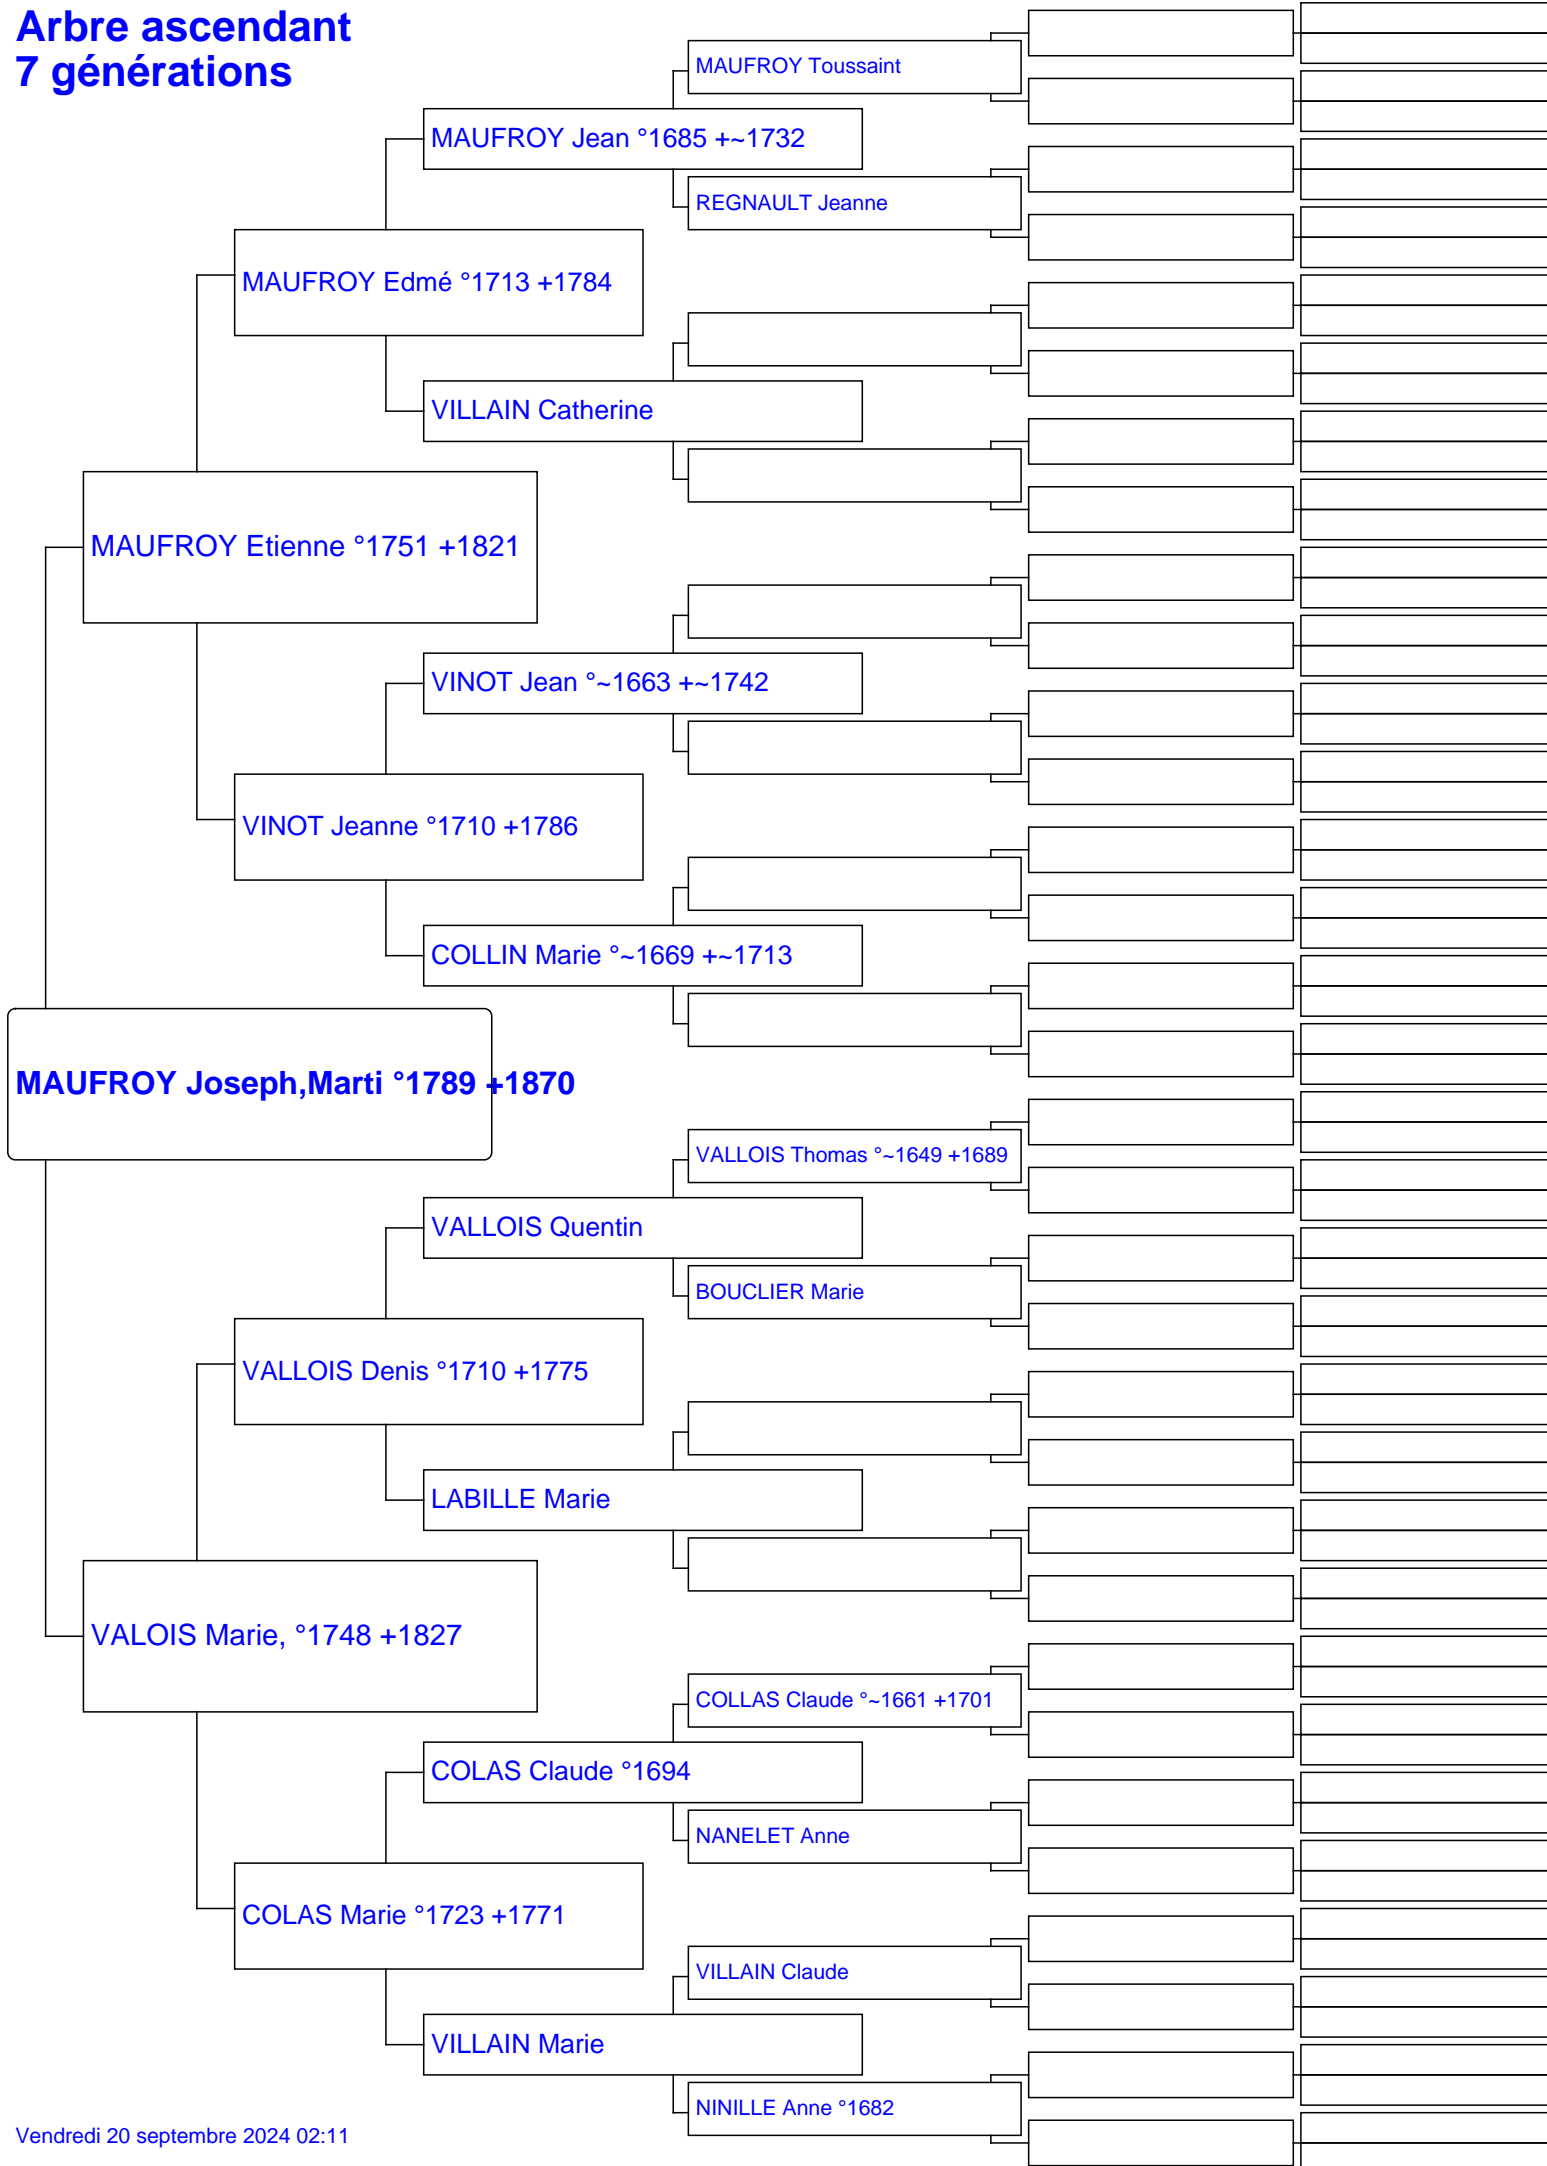 Arbre ascendant
7 générations
MAUFROY Toussaint
MAUFROY Jean °1685 +~1732
REGNAULT Jeanne
MAUFROY Edmé °1713 +1784
VILLAIN Catherine
MAUFROY Etienne °1751 +1821
VINOT Jean °~1663 +~1742
VINOT Jeanne °1710 +1786
COLLIN Marie °~1669 +~1713
MAUFROY Joseph,Marti °1789 +1870
VALLOIS Thomas °~1649 +1689
VALLOIS Quentin
BOUCLIER Marie
VALLOIS Denis °1710 +1775
LABILLE Marie
VALOIS Marie, °1748 +1827
COLLAS Claude °~1661 +1701
COLAS Claude °1694
NANELET Anne
COLAS Marie °1723 +1771
VILLAIN Claude
VILLAIN Marie
NINILLE Anne °1682
Vendredi 20 septembre 2024 02:11